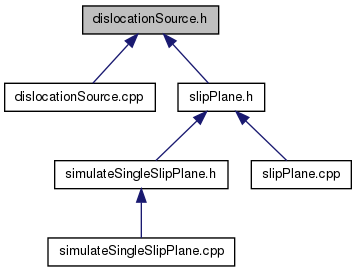 dislocationSource.h
dislocationSource.cpp
slipPlane.h
simulateSingleSlipPlane.h
slipPlane.cpp
simulateSingleSlipPlane.cpp